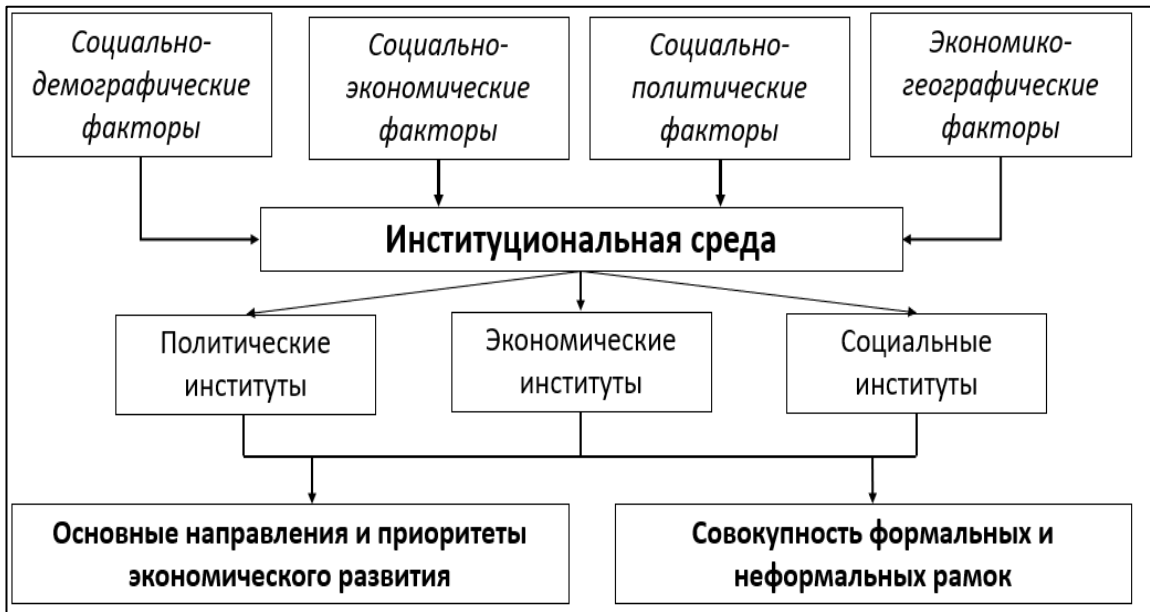 Социально-
демографические
факторы
Социально-
экономические
факторы
Социально-
политические
факторы
Экономико-
географические
факторы
Институциональная среда
Политические
институты
Экономические
институты
Социальные
институты
Основные направления и приоритеты
экономического развития
Совокупность формальных и
неформальных рамок